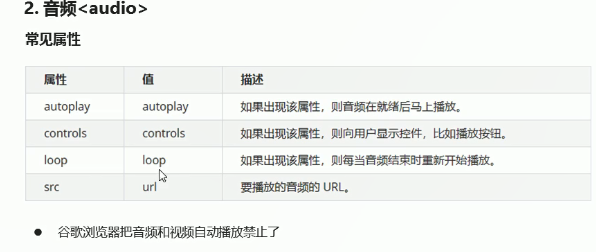 2. 音频<audio>
常见属性
属性 值 描述
autoplay autoplay 如果出现该属性，则音频在就绪后马上播放。
controls controls 如果出现该属性，则向用户显示控件，比如播放按钮。
loop loop 如果出现该属性，则每当音频结束时重新开始播放。
src url 要播放的音频的 URL。
● 谷歌浏览器把音频和视频自动播放禁止了